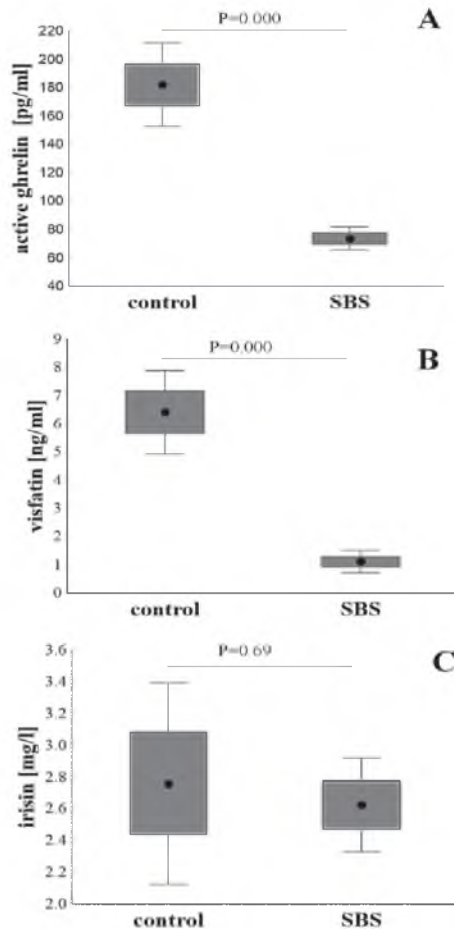 A
P=0.000
active ghrelin [pg/ml]
220
200
180
160
140
120
100
80
60
40
control SBS
B
P=0.000
visfatin [ng/ml]
9
8
7
6
5
4
3
2
1
0
control SBS
C
P=0.69
irisin [mg/l]
3.6
3.4
3.2
3.0
2.8
2.6
2.4
2.2
2.0
control SBS